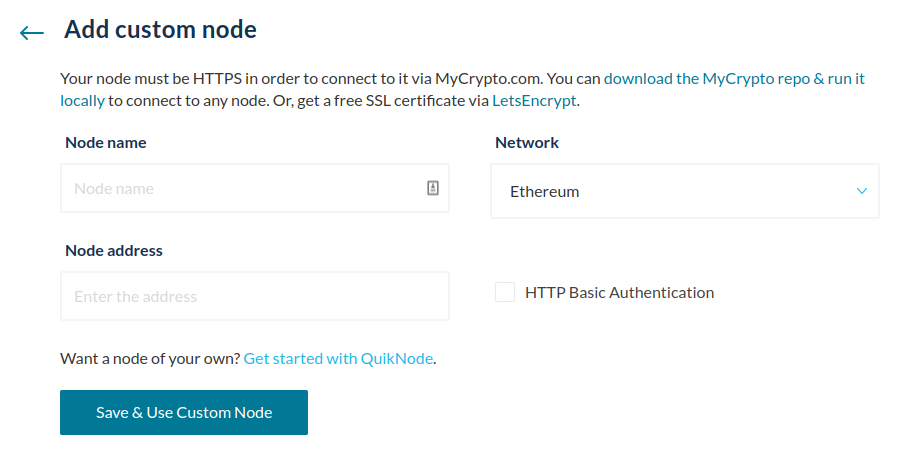 Add custom node
Your node must be HTTPS in order to connect to it via MyCrypto.com. You can download the MyCrypto repo & run it
locally to connect to any node. Or, get a free SSL certificate via LetsEncrypt.
Node name
Network
Node name
Ethereum
Node address
Enter the address
HTTP Basic Authentication
Want a node of your own? Get started with QuikNode.
Save & Use Custom Node